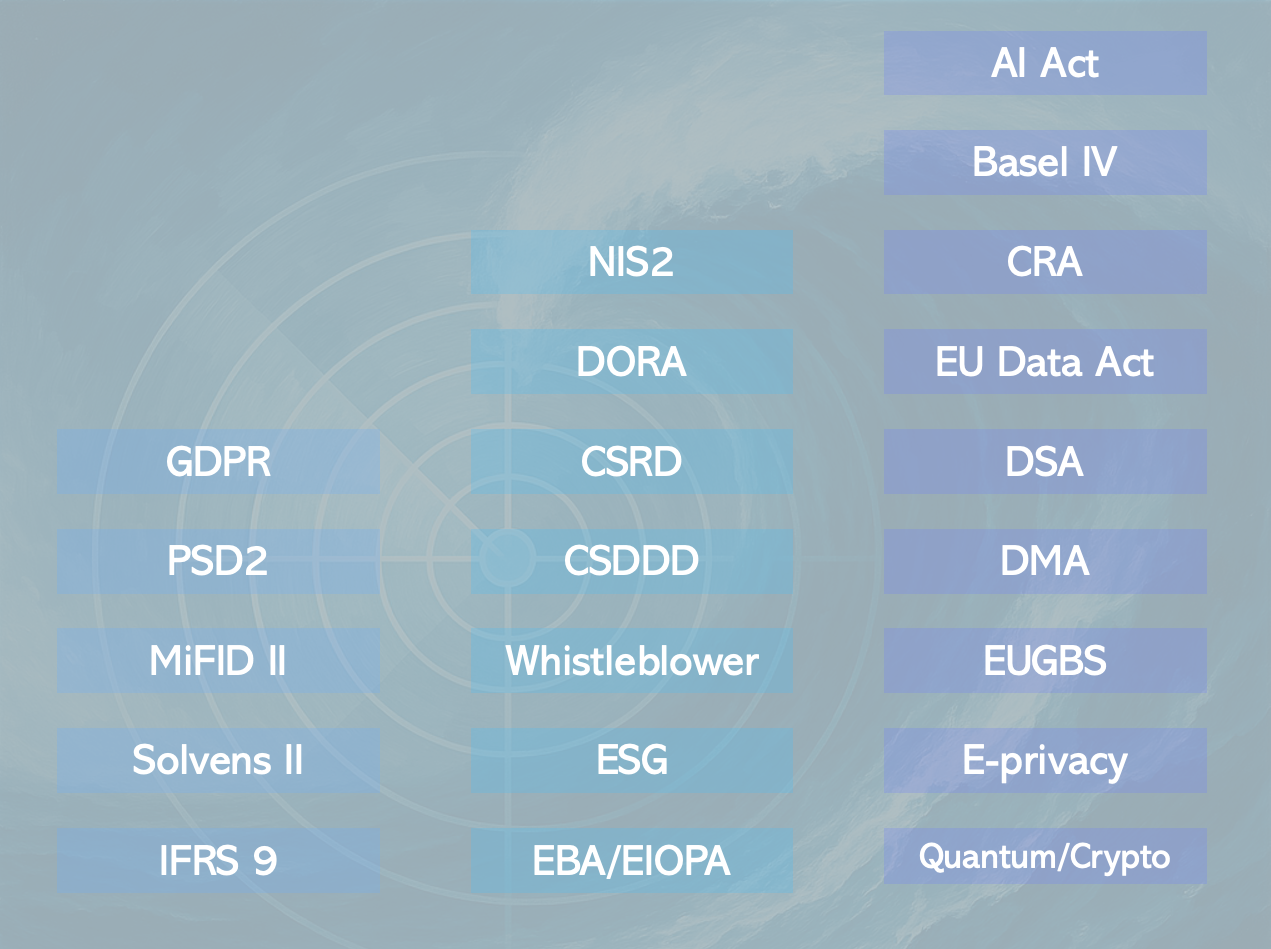 GDPR
PSD2
MiFID II
Solvens II
IFRS 9
NIS2
DORA
CSRD
CSDDD
Whistleblower
ESG
EBA/EIOPA
AI Act
Basel IV
CRA
EU Data Act
DSA
DMA
EUGBS
E-privacy
Quantum/Crypto